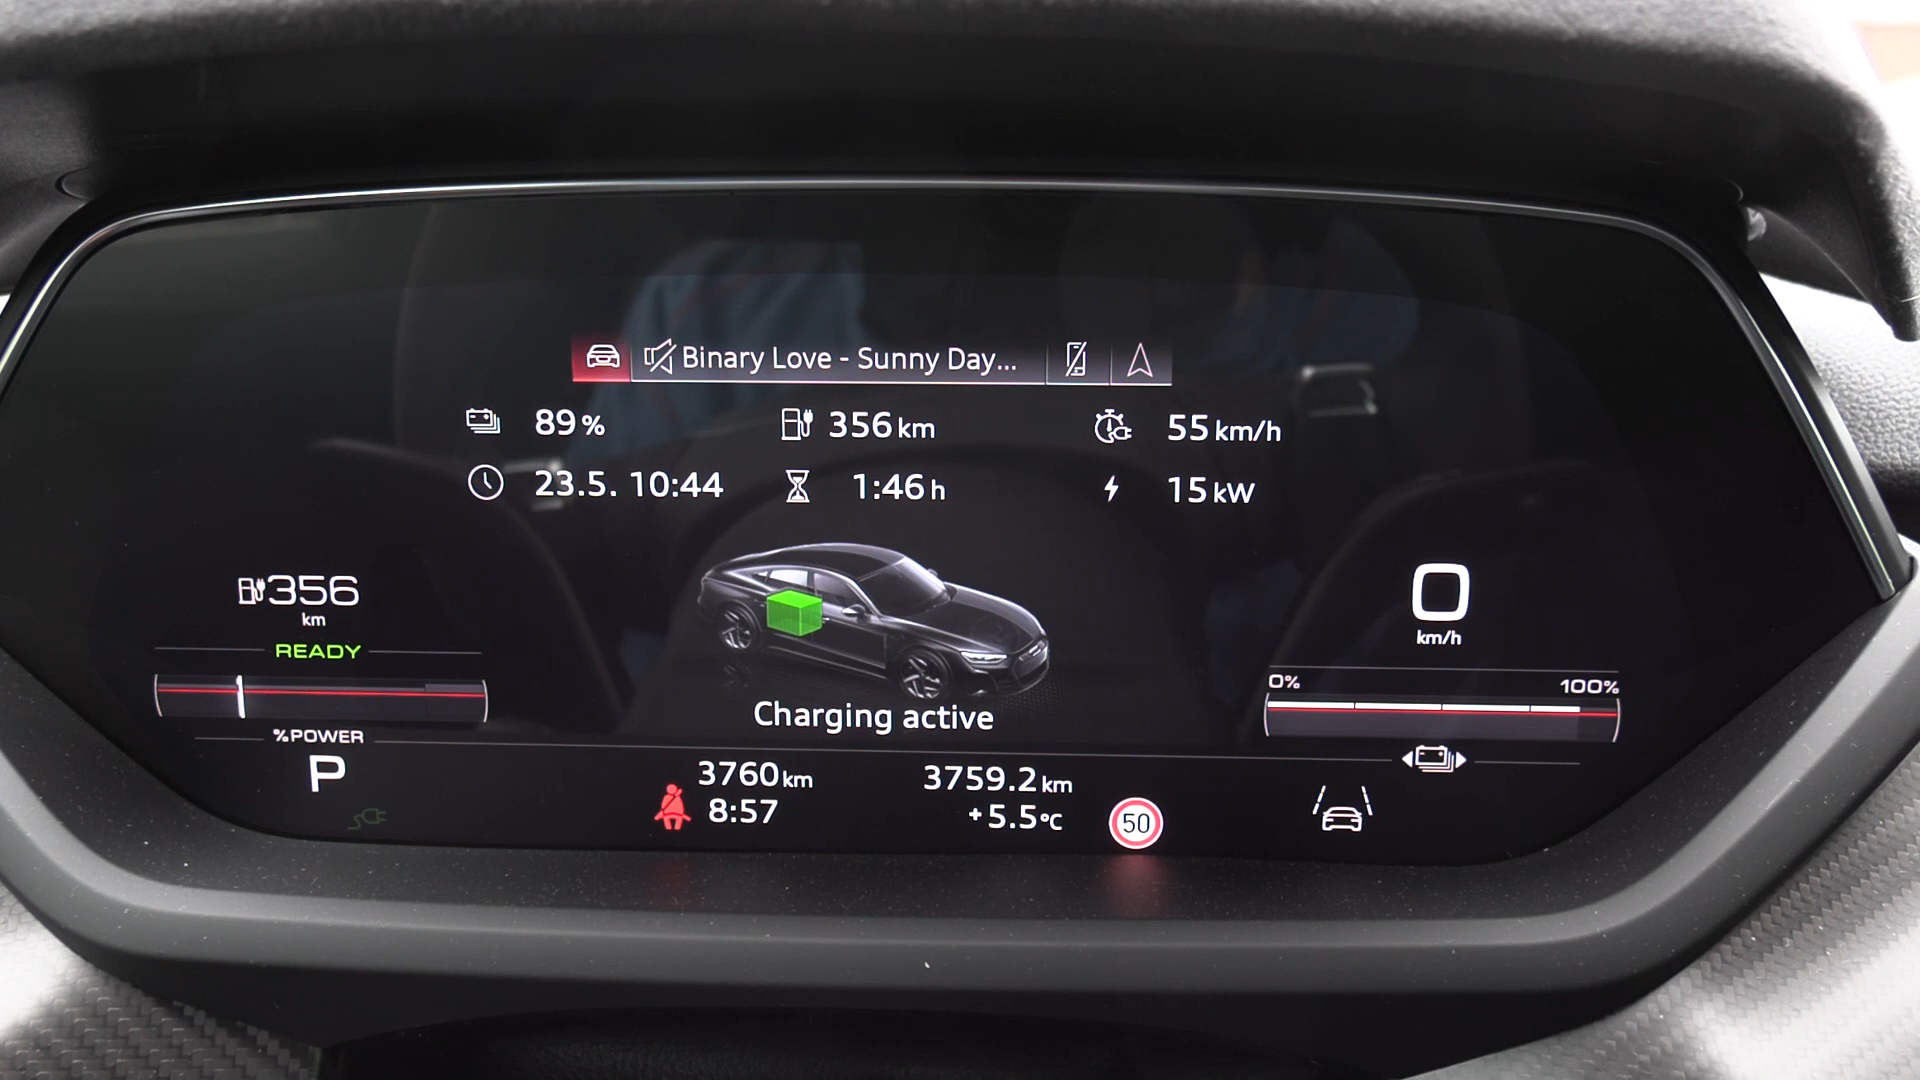 Binary Love - Sunny Day...
89 % 356 km 55 km/h
23.5. 10:44 1:46 h 15 kW
356
km
READY
%POWER
P
Charging active
0
km/h
0% 100%
3760 km 3759.2 km
8:57 +5.5°C
50